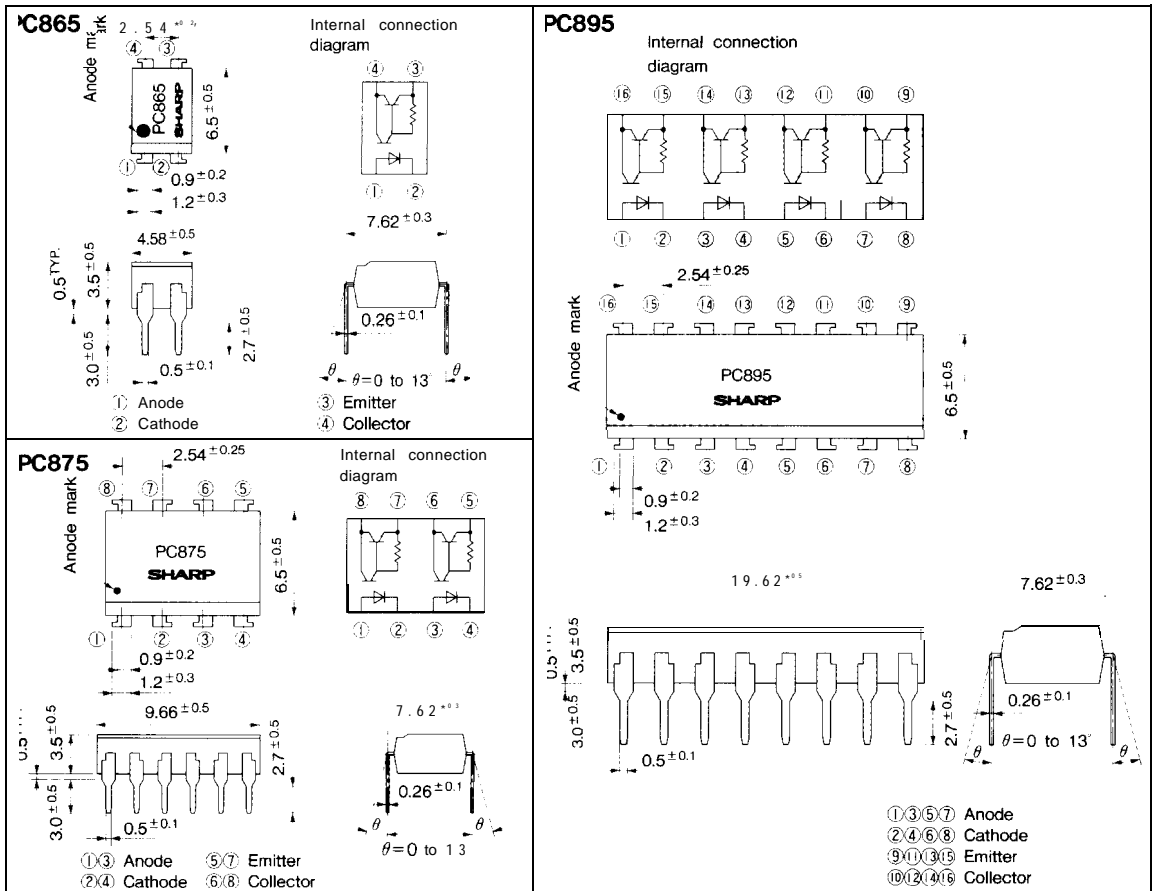 PC865
Anode mark
2.54
④ ③
PC865
SHARP
6.5±0.5
① ②
0.9±0.2
1.2±0.3
Internal connection
diagram
④ ③
① ②
4.58±0.5
0.5TYP.
3.5±0.5
3.0±0.5
0.5±0.1
2.7±0.5
7.62±0.3
0.26±0.1
θ θ=0 to 13° θ
① Anode
② Cathode
③ Emitter
④ Collector
PC875
2.54±0.25
Anode mark
⑧ ⑦ ⑥ ⑤
PC875
SHARP
6.5±0.5
① ② ③ ④
0.9±0.2
1.2±0.3
Internal connection
diagram
⑧ ⑦ ⑥ ⑤
① ② ③ ④
9.66±0.5
3.5±0.5
3.0±0.5
0.5±0.1
2.7±0.5
7.62
0.26±0.1
θ θ
θ=0 to 13
①③ Anode
②④ Cathode
⑤⑦ Emitter
⑥⑧ Collector
PC895
Internal connection
diagram
⑯ ⑮ ⑭ ⑬ ⑫ ⑪ ⑩ ⑨
① ② ③ ④ ⑤ ⑥ ⑦ ⑧
2.54±0.25
Anode mark
⑯ ⑮ ⑭ ⑬ ⑫ ⑪ ⑩ ⑨
PC895
SHARP
6.5±0.5
① ② ③ ④ ⑤ ⑥ ⑦ ⑧
0.9±0.2
1.2±0.3
19.62
3.5±0.5
3.0±0.5
0.5±0.1
2.7±0.5
7.62±0.3
0.26±0.1
θ θ=0 to 13° θ
①③⑤⑦ Anode
②④⑥⑧ Cathode
⑨⑪⑬⑮ Emitter
⑩⑫⑭⑯ Collector